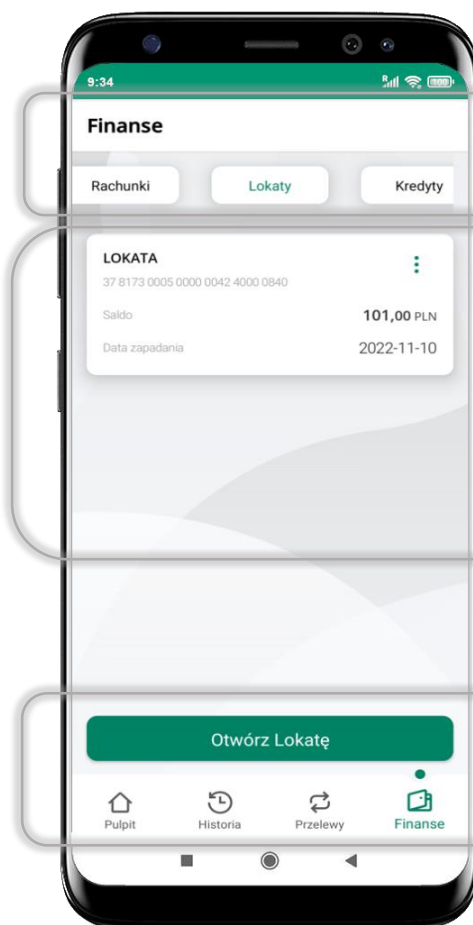 9:34
Finanse
Rachunki Lokaty Kredyty
LOKATA
37 8173 0005 0000 0042 4000 0840
Saldo 101,00 PLN
Data zapadania 2022-11-10
Otwórz Lokatę
Pulpit Historia Przelewy Finanse